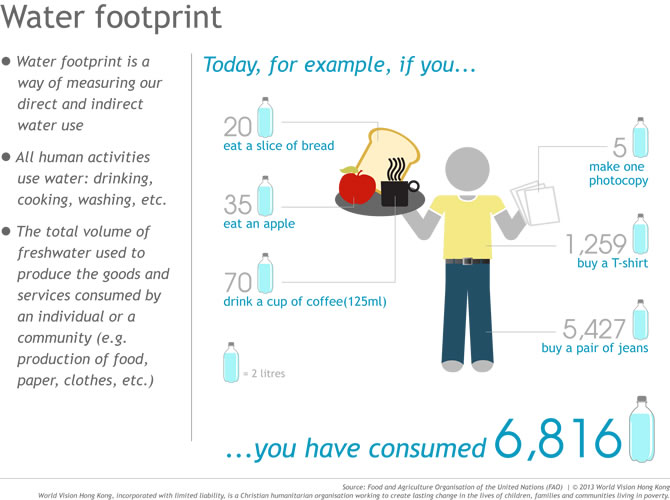 Water footprint
● Water footprint is a
way of measuring our
direct and indirect
water use
● All human activities
use water: drinking,
cooking, washing, etc.
● The total volume of
freshwater used to
produce the goods and
services consumed by
an individual or a
community (e.g.
production of food,
paper, clothes, etc.)
Today, for example, if you...
20
eat a slice of bread
35
eat an apple
70
drink a cup of coffee(125ml)
= 2 litres
5
make one
photocopy
1,259
buy a T-shirt
5,427
buy a pair of jeans
...you have consumed 6,816
Source: Food and Agriculture Organisation of the United Nations (FAO) | © 2013 World Vision Hong Kong
World Vision Hong Kong, incorporated with limited liability, is a Christian humanitarian organisation working to create lasting change in the lives of children, families and communities living in poverty.